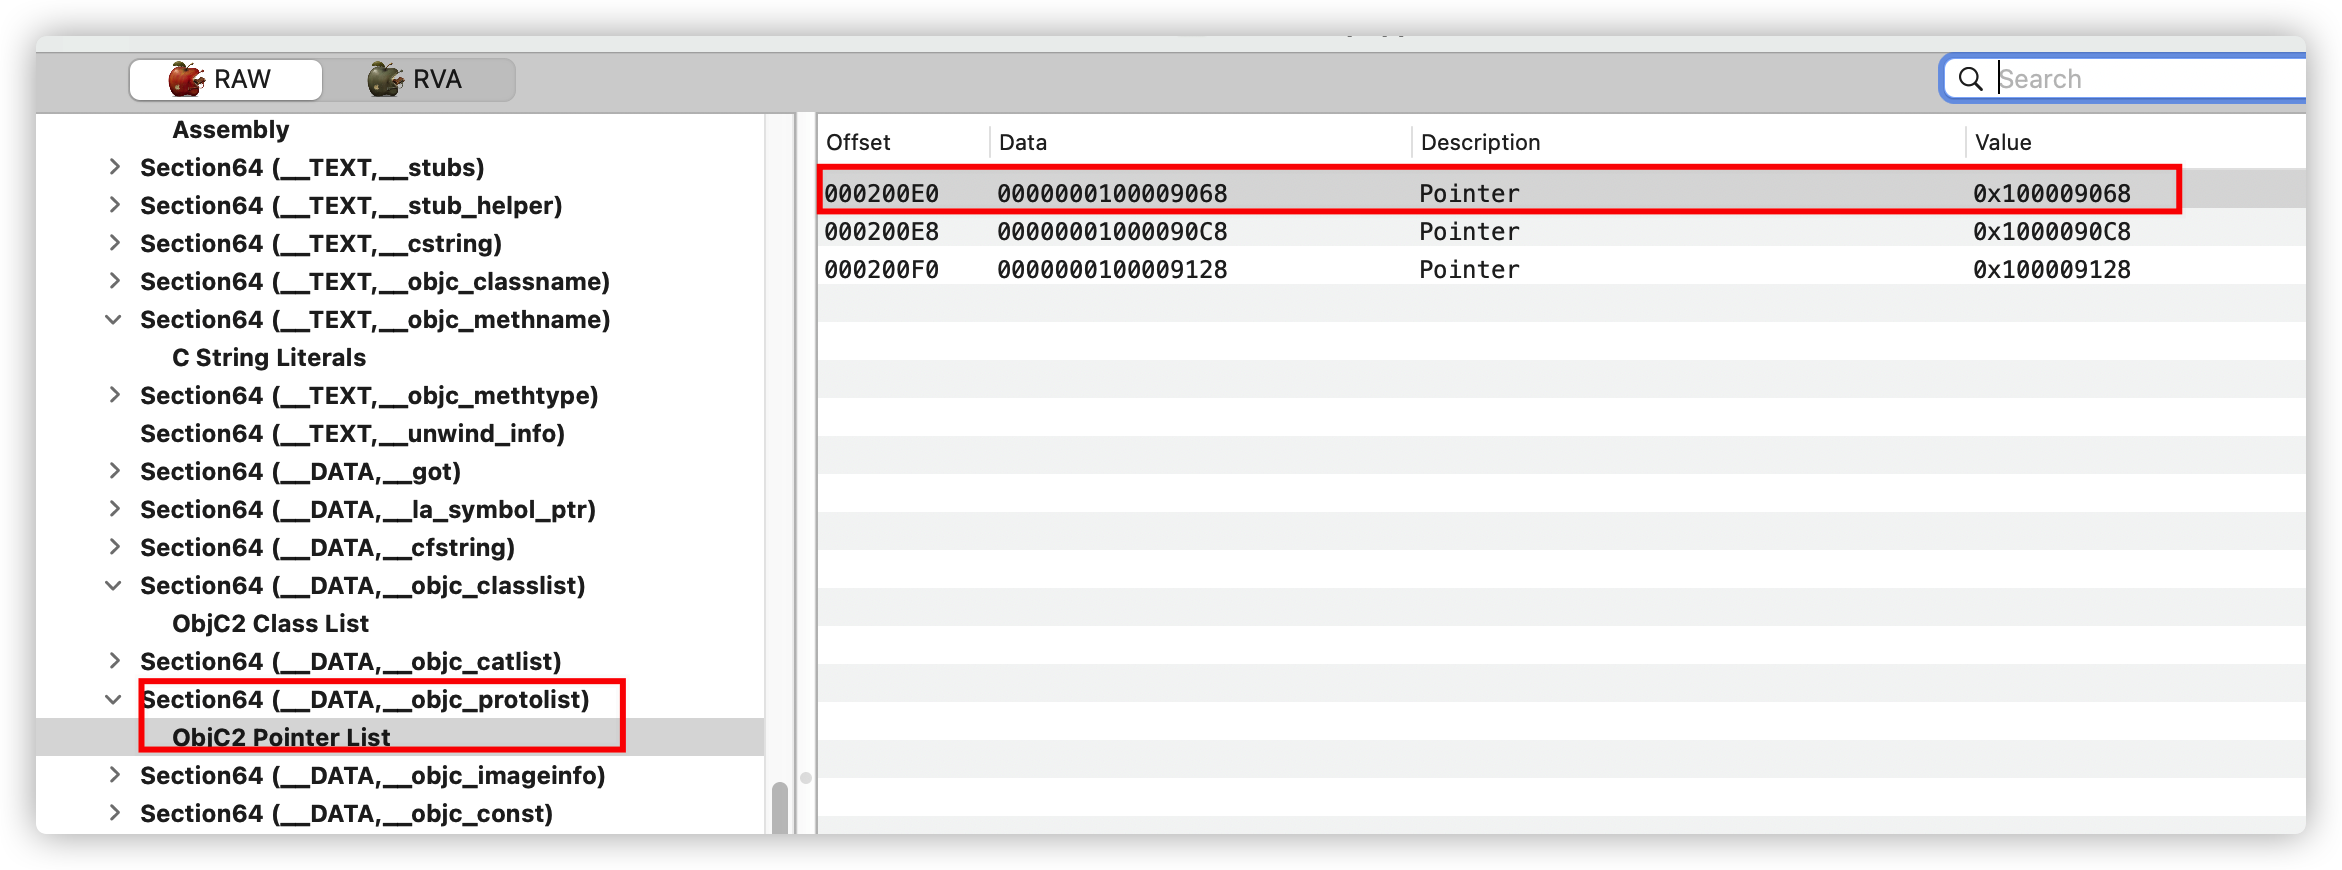 RAW
RVA
Search
Assembly
Section64 (__TEXT,__stubs)
Section64 (__TEXT,__stub_helper)
Section64 (__TEXT,__cstring)
Section64 (__TEXT,__objc_classname)
Section64 (__TEXT,__objc_methname)
C String Literals
Section64 (__TEXT,__objc_methtype)
Section64 (__TEXT,__unwind_info)
Section64 (__DATA,__got)
Section64 (__DATA,__la_symbol_ptr)
Section64 (__DATA,__cfstring)
Section64 (__DATA,__objc_classlist)
ObjC2 Class List
Section64 (__DATA,__objc_catlist)
Section64 (__DATA,__objc_protolist)
ObjC2 Pointer List
Section64 (__DATA,__objc_imageinfo)
Section64 (__DATA,__objc_const)
Offset Data Description Value
000200E0 0000000100009068 Pointer 0x100009068
000200E8 00000001000090C8 Pointer 0x1000090C8
000200F0 0000000100009128 Pointer 0x100009128